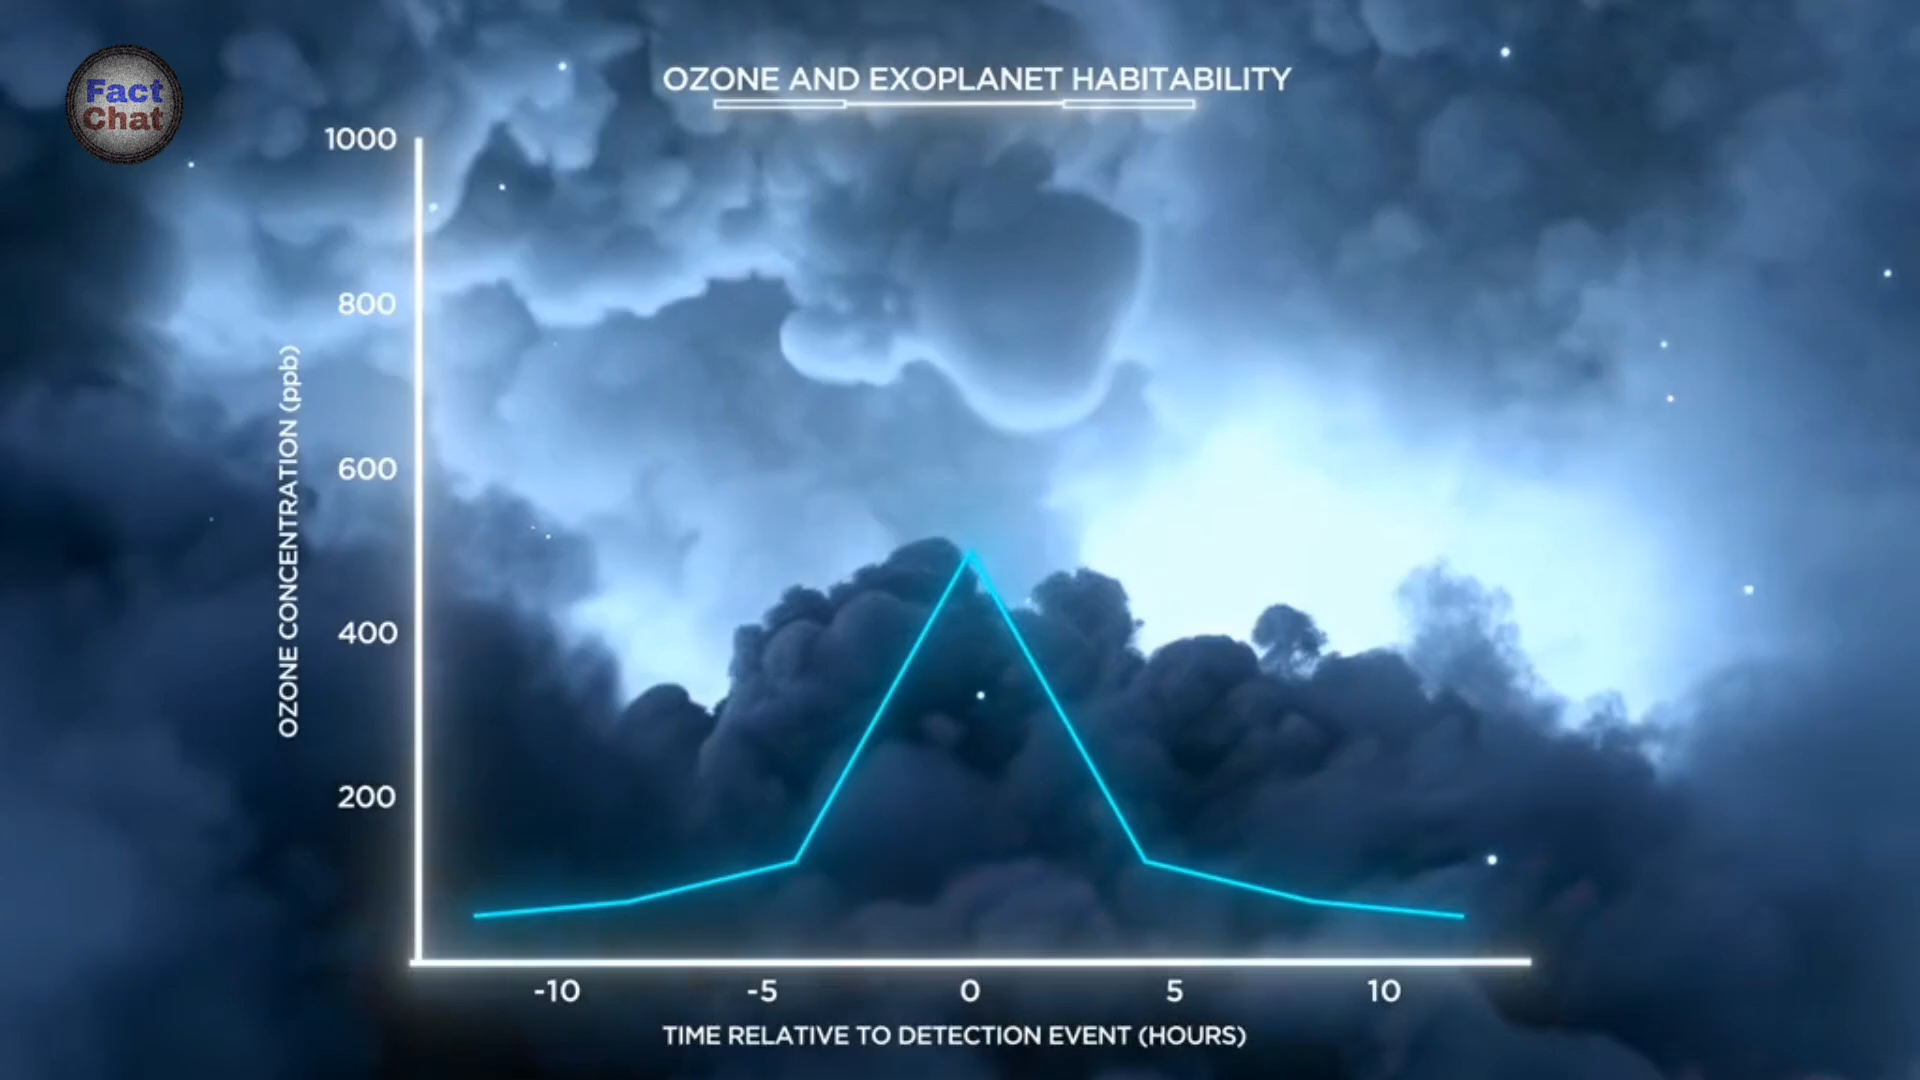 Fact
Chat
OZONE AND EXOPLANET HABITABILITY
1000
800
600
400
200
OZONE CONCENTRATION (ppb)
-10 -5 0 5 10
TIME RELATIVE TO DETECTION EVENT (HOURS)